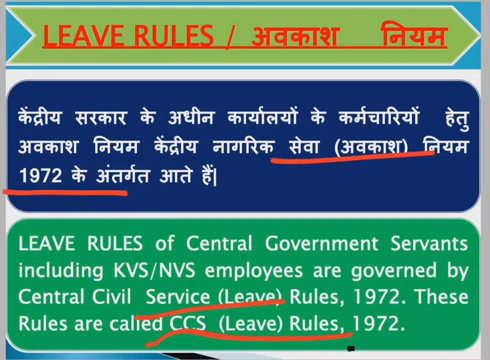 LEAVE RULES / अवकाश नियम
केंद्रीय सरकार के अधीन कार्यालयों के कर्मचारियों हेतु
अवकाश नियम केंद्रीय नागरिक सेवा (अवकाश) नियम
1972 के अंतर्गत आते हैं|
LEAVE RULES of Central Government Servants
including KVS/NVS employees are governed by
Central Civil Service (Leave) Rules, 1972. These
Rules are called CCS (Leave) Rules, 1972.